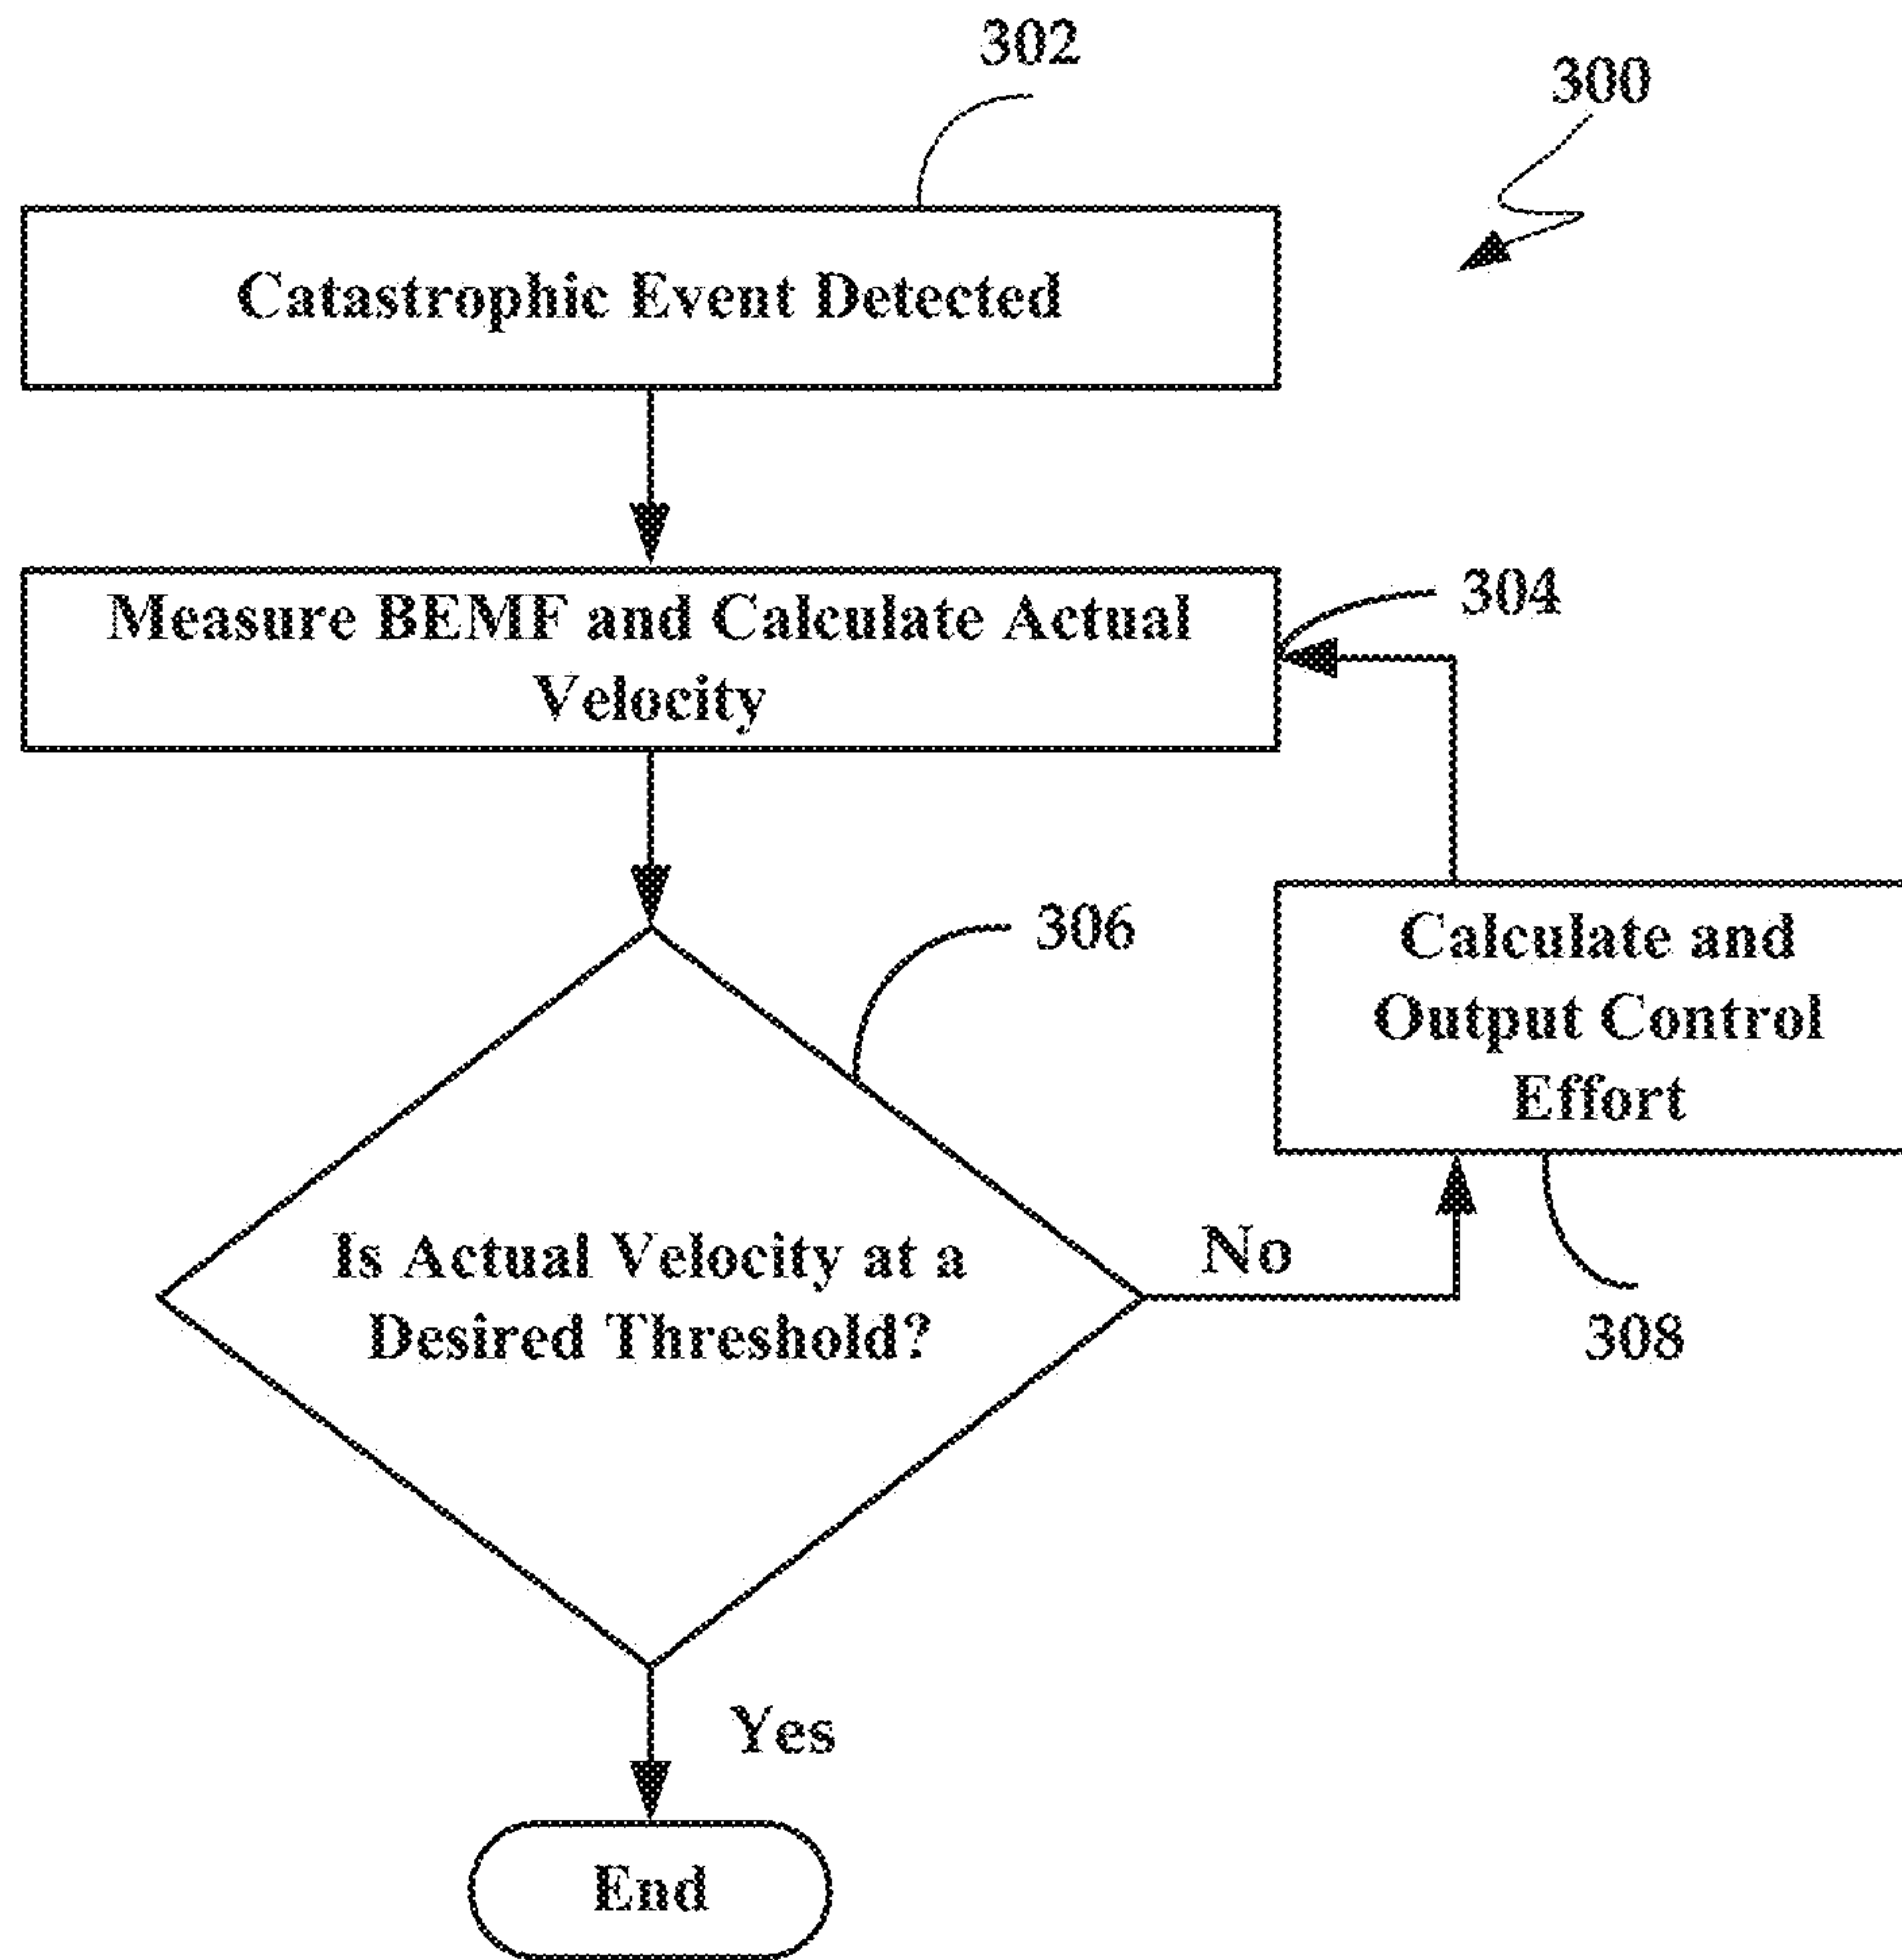 302
300
Catastrophic Event Detected
Measure BEMF and Calculate Actual
Velocity
304
306
Calculate and
Output Control
Effort
Is Actual Velocity at a
Desired Threshold?
No
308
Yes
End